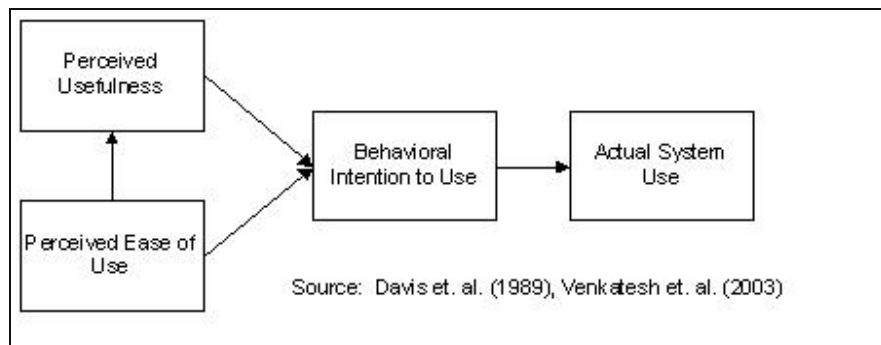 Perceived
Usefulness
Behavioral
Intention to Use
Actual System
Use
Perceived Ease of
Use
Source: Davis et. al. (1989), Venkatesh et. al. (2003)